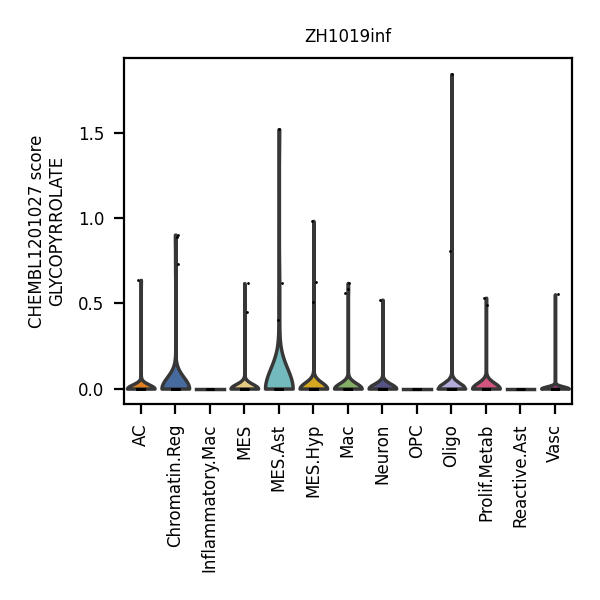 ZH1019inf
CHEMBL1201027 score
GLYCOPYRROLATE
1.5
1.0
0.5
0.0
AC
Chromatin.Reg
Inflammatory.Mac
MES
MES.Ast
MES.Hyp
Mac
Neuron
OPC
Oligo
Prolif.Metab
Reactive.Ast
Vasc